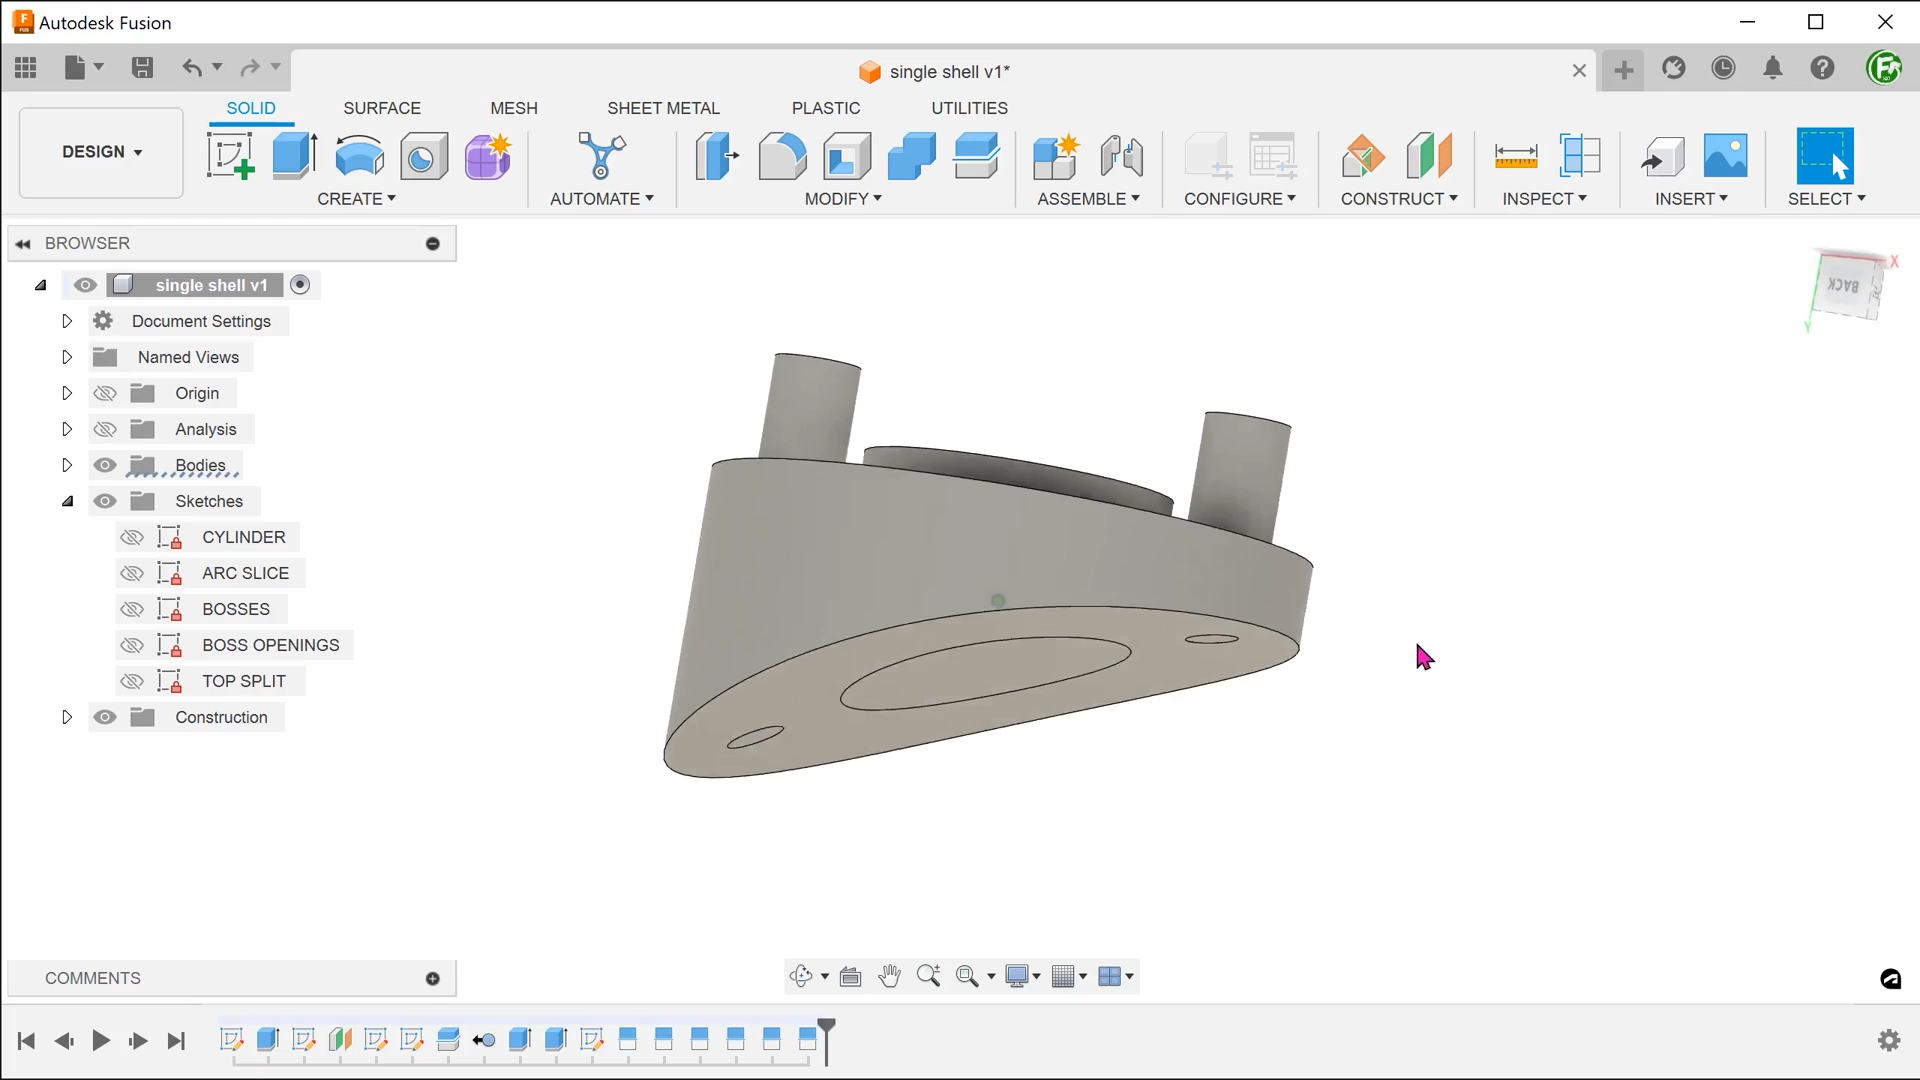 Autodesk Fusion
single shell v1*
SOLID SURFACE MESH SHEET METAL PLASTIC UTILITIES
DESIGN
CREATE AUTOMATE MODIFY ASSEMBLE CONFIGURE CONSTRUCT INSPECT INSERT SELECT
BROWSER
single shell v1
Document Settings
Named Views
Origin
Analysis
Bodies
Sketches
CYLINDER
ARC SLICE
BOSSES
BOSS OPENINGS
TOP SPLIT
Construction
X
BACK
Y
COMMENTS